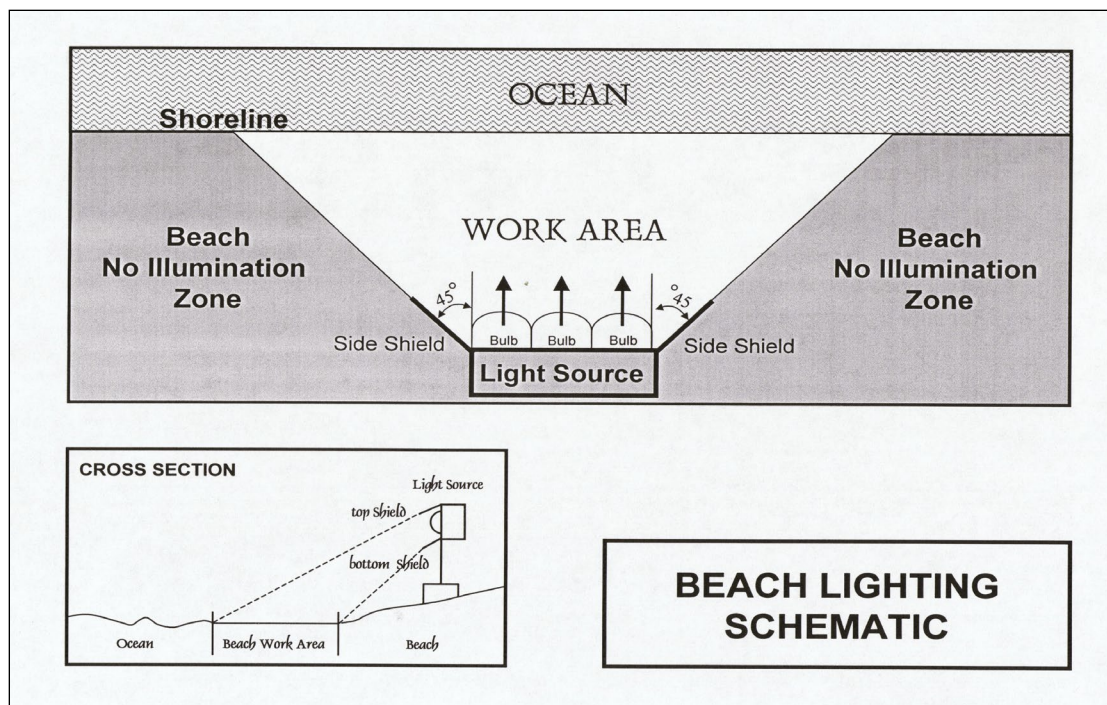 OCEAN
Shoreline
WORK AREA
Beach
No Illumination
Zone
Beach
No Illumination
Zone
45°
°45
Side Shield
Bulb
Bulb
Bulb
Side Shield
Light Source
CROSS SECTION
Light Source
top Shield
bottom Shield
Ocean
Beach Work Area
Beach
BEACH LIGHTING
SCHEMATIC